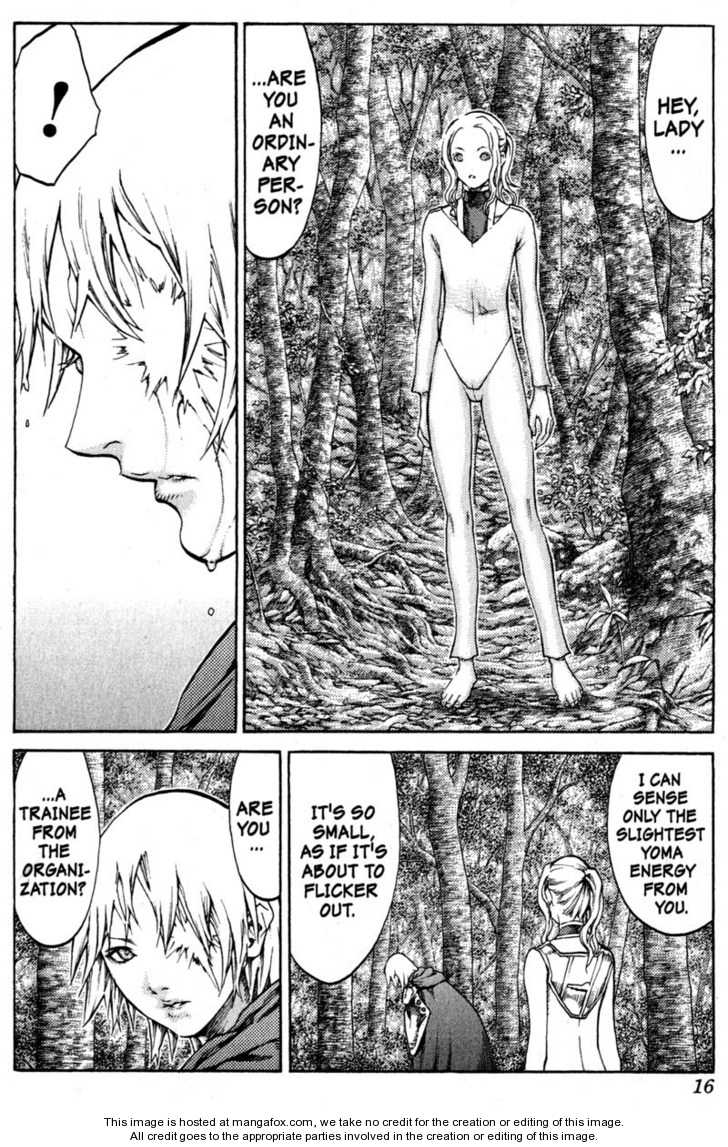 HEY,
LADY
...
...ARE
YOU
AN
ORDIN-
ARY
PER-
SON?
!
I CAN
SENSE
ONLY THE
SLIGHTEST
YOMA
ENERGY
FROM
YOU.
IT'S SO
SMALL,
AS IF IT'S
ABOUT TO
FLICKER
OUT.
ARE
YOU
...
...A
TRAINEE
FROM
THE
ORGANI-
ZATION?
16
This image is hosted at mangafox.com, we take no credit for the creation or editing of this image.
All credit goes to the appropriate parties involved in the creation or editing of this image.